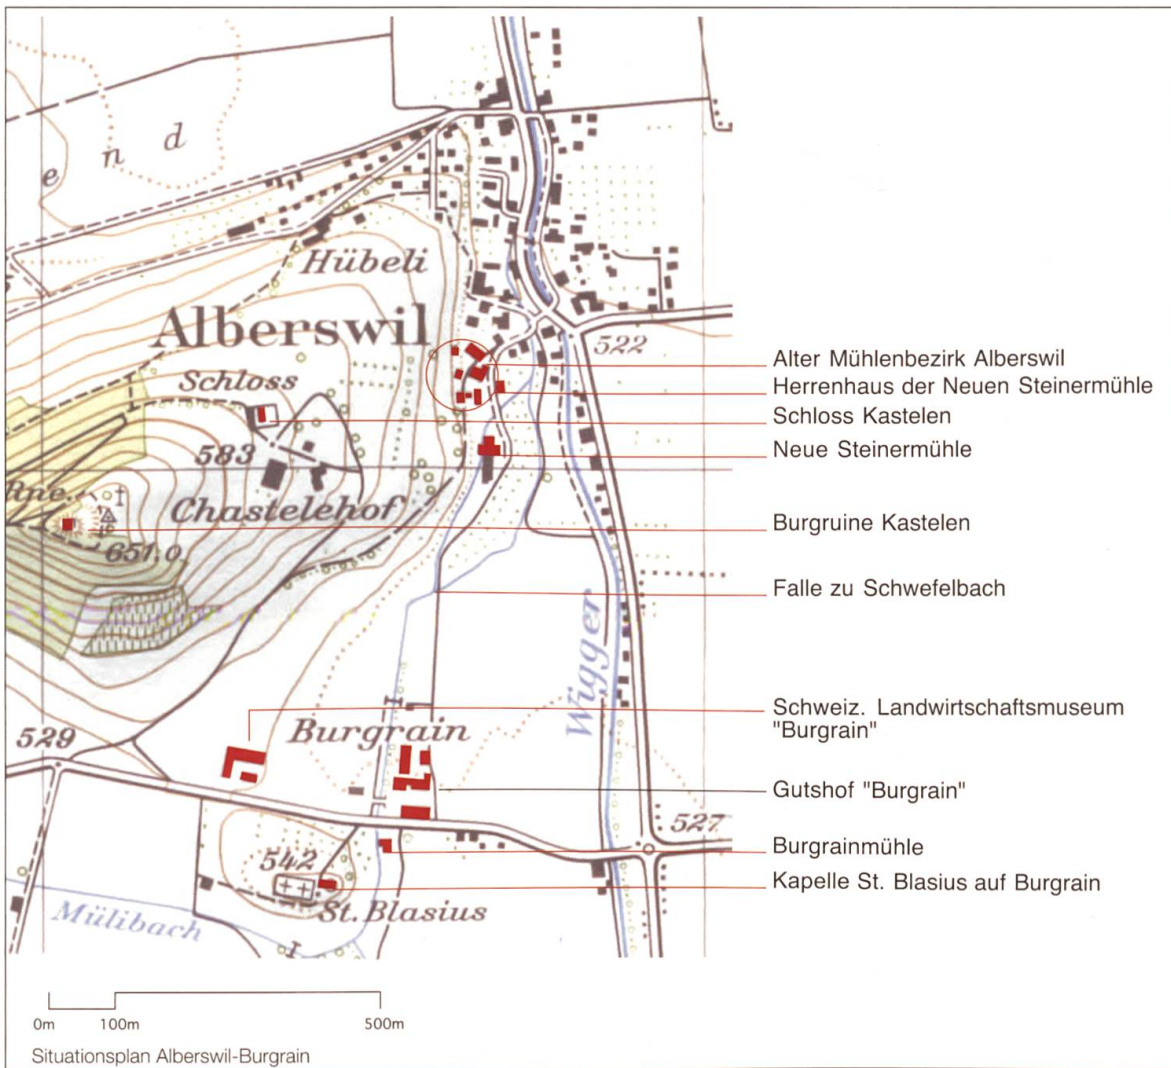 e n d
Hübeli
Alberswil
522
Schloss
583
Chastelehof
Rne.
651.0
Wigger
Burgrain
529
527
542
St. Blasius
Mülibach
Alter Mühlenbezirk Alberswil
Herrenhaus der Neuen Steinermühle
Schloss Kastelen
Neue Steinermühle
Burgruine Kastelen
Falle zu Schwefelbach
Schweiz. Landwirtschaftsmuseum
"Burgrain"
Gutshof "Burgrain"
Burgrainmühle
Kapelle St. Blasius auf Burgrain
0m 100m 500m
Situationsplan Alberswil-Burgrain